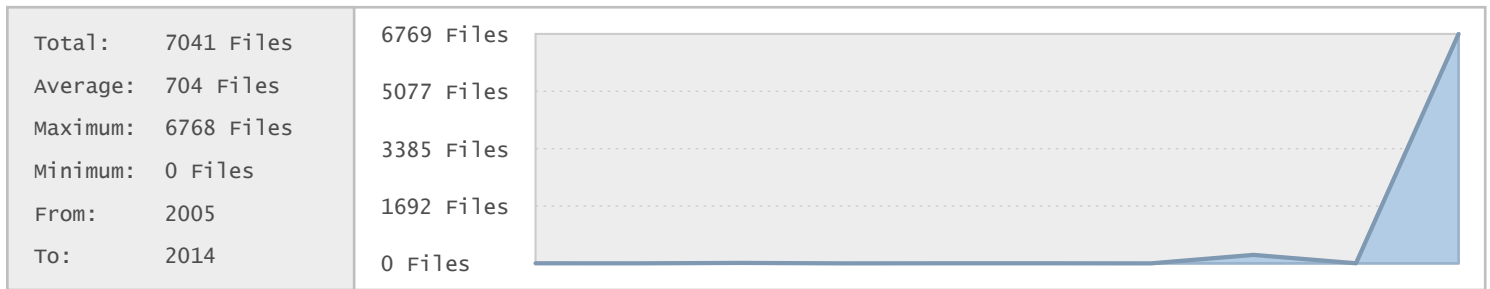 Total: 7041 Files
Average: 704 Files
Maximum: 6768 Files
Minimum: 0 Files
From: 2005
To: 2014
6769 Files
5077 Files
3385 Files
1692 Files
0 Files